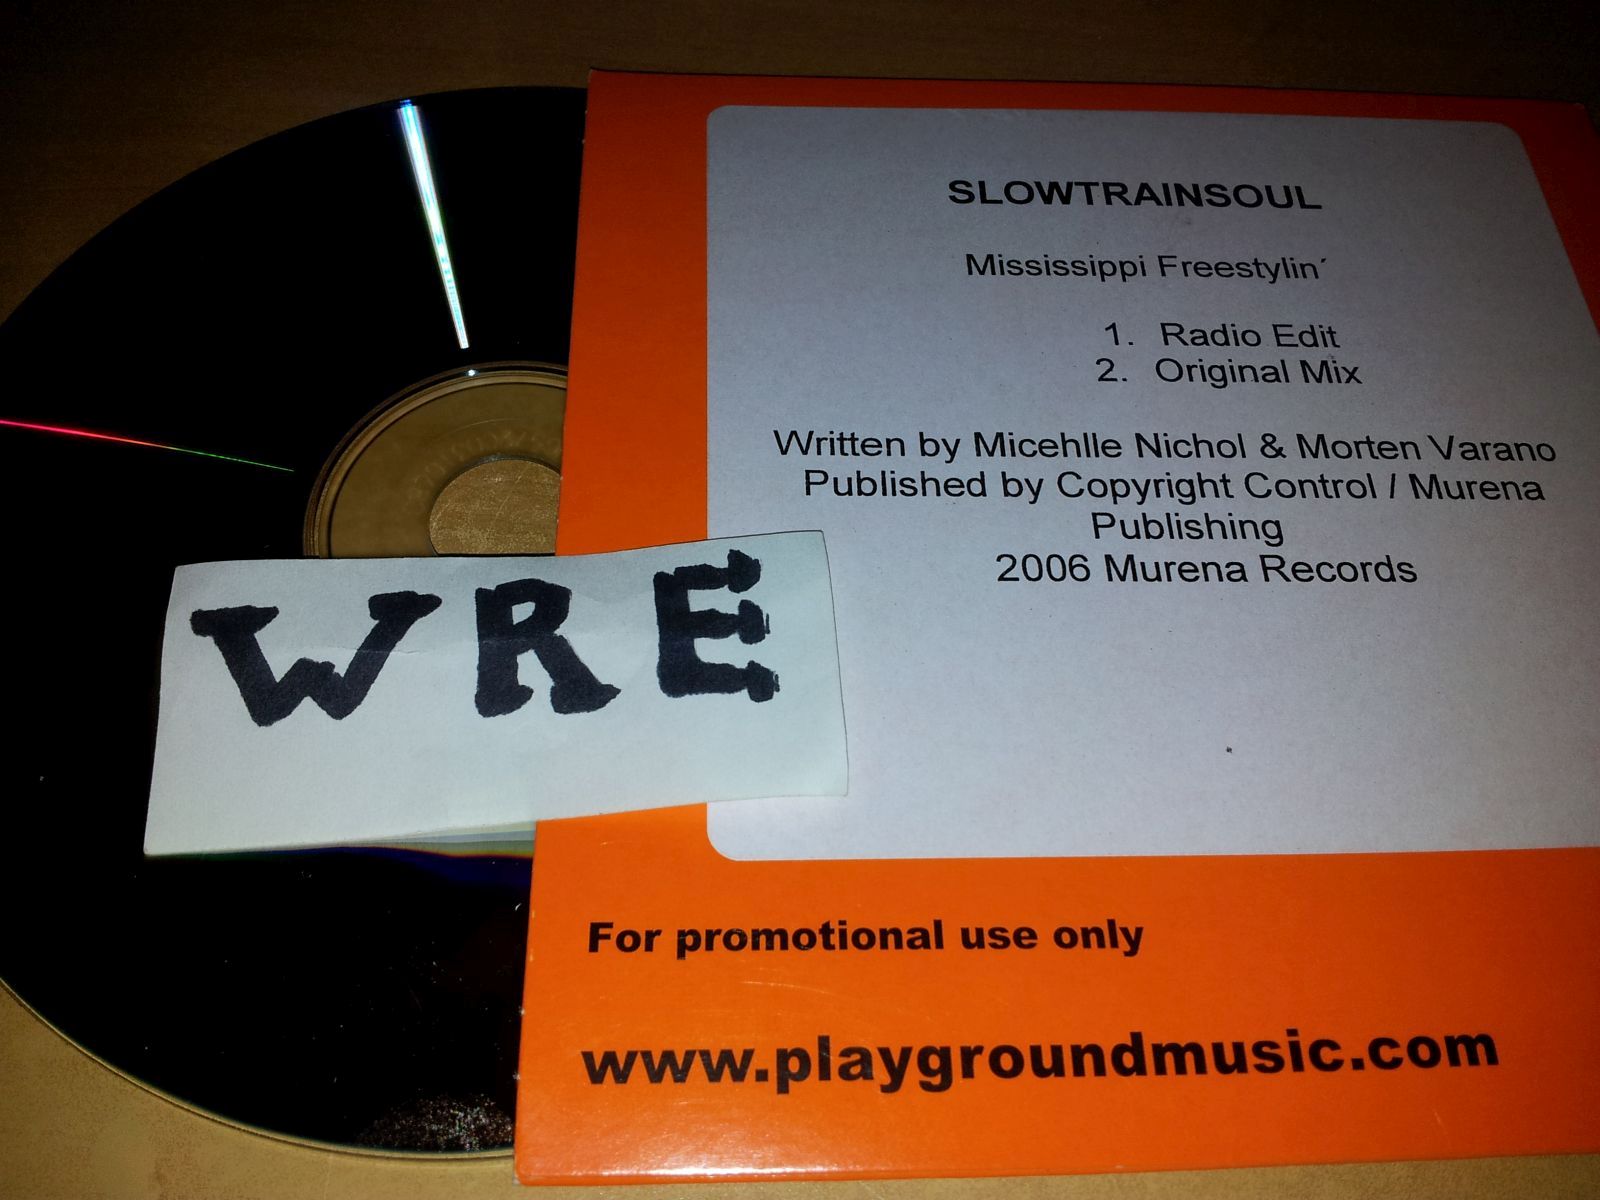 SLOWTRAINSOUL
Mississippi Freestylin´
1. Radio Edit
2. Original Mix
Written by Micehlle Nichol & Morten Varano
Published by Copyright Control / Murena
Publishing
2006 Murena Records
WRE
For promotional use only
www.playgroundmusic.com